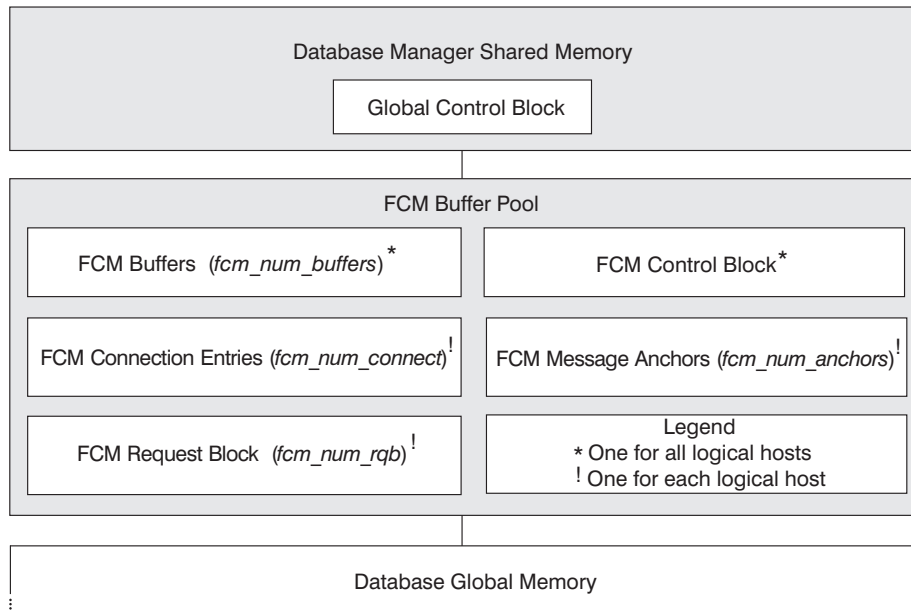 Database Manager Shared Memory
Global Control Block
FCM Buffer Pool
FCM Buffers (fcm_num_buffers)*
FCM Control Block*
FCM Connection Entries (fcm_num_connect)!
FCM Message Anchors (fcm_num_anchors)!
FCM Request Block (fcm_num_rqb)!
Legend
* One for all logical hosts
! One for each logical host
Database Global Memory